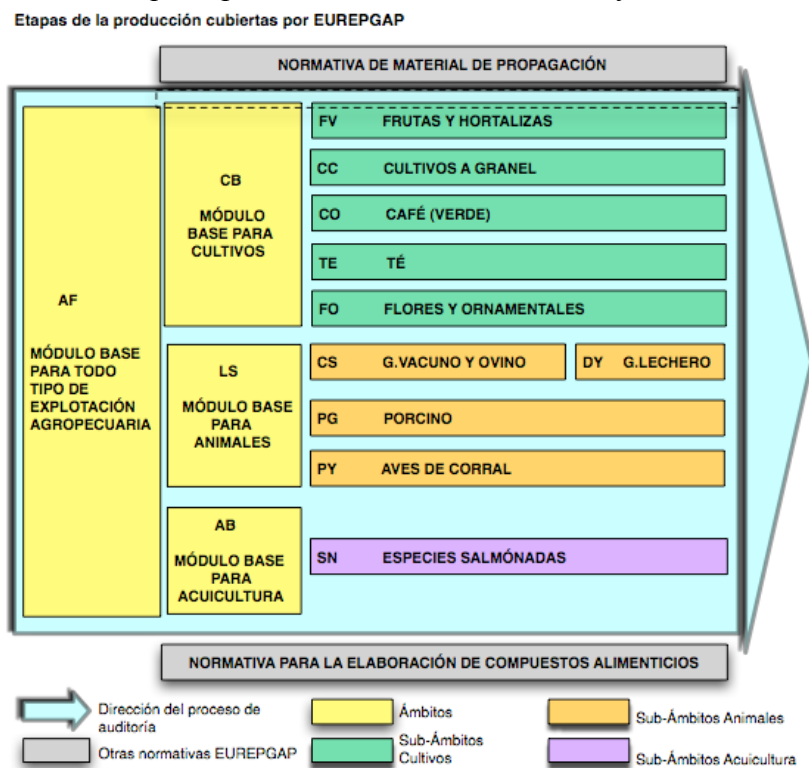 Etapas de la producción cubiertas por EUREPGAP
NORMATIVA DE MATERIAL DE PROPAGACIÓN
AF
MÓDULO BASE
PARA TODO
TIPO DE
EXPLOTACIÓN
AGROPECUARIA
CB
MÓDULO
BASE PARA
CULTIVOS
FV FRUTAS Y HORTALIZAS
CC CULTIVOS A GRANEL
CO CAFÉ (VERDE)
TE TÉ
FO FLORES Y ORNAMENTALES
LS
MÓDULO BASE
PARA
ANIMALES
CS G.VACUNO Y OVINO
DY G.LECHERO
PG PORCINO
PY AVES DE CORRAL
AB
MÓDULO BASE
PARA
ACUICULTURA
SN ESPECIES SALMÓNADAS
NORMATIVA PARA LA ELABORACIÓN DE COMPUESTOS ALIMENTICIOS
Dirección del proceso de
auditoría
Otras normativas EUREPGAP
Ámbitos
Sub-Ámbitos
Cultivos
Sub-Ámbitos Animales
Sub-Ámbitos Acuicultura